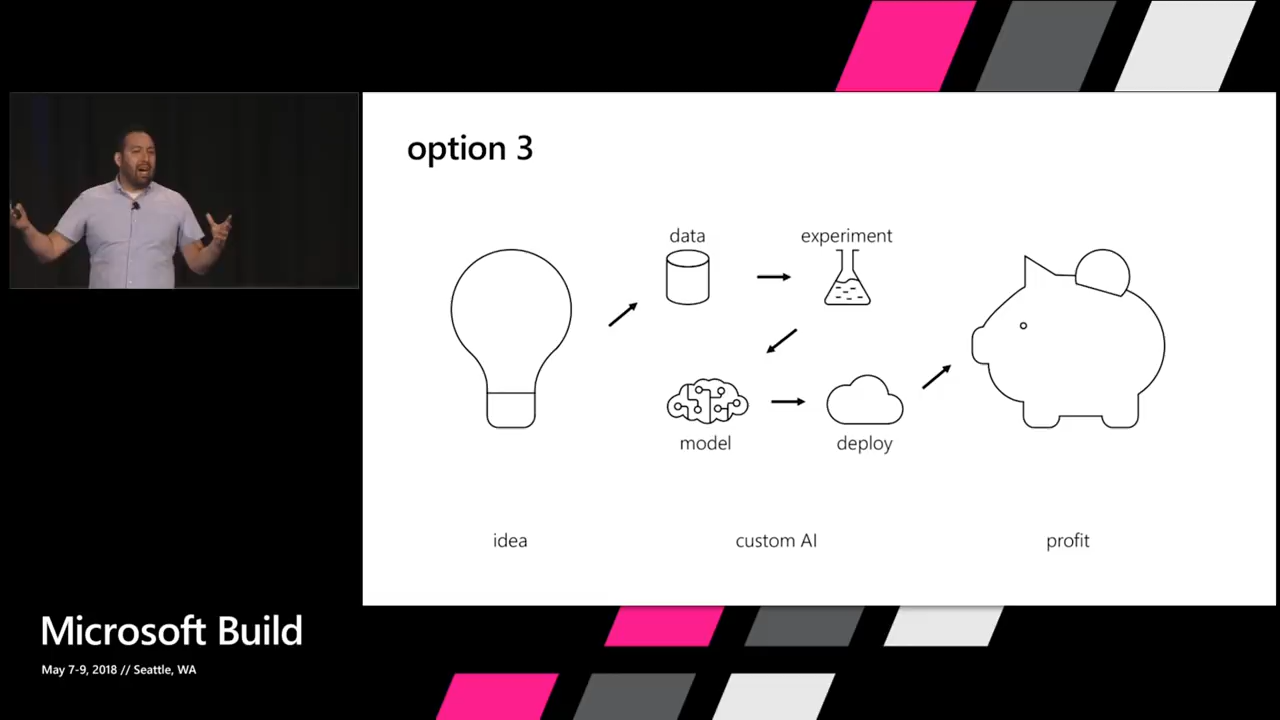 option 3
data
experiment
model
deploy
idea
custom AI
profit
Microsoft Build
May 7-9, 2018 // Seattle, WA